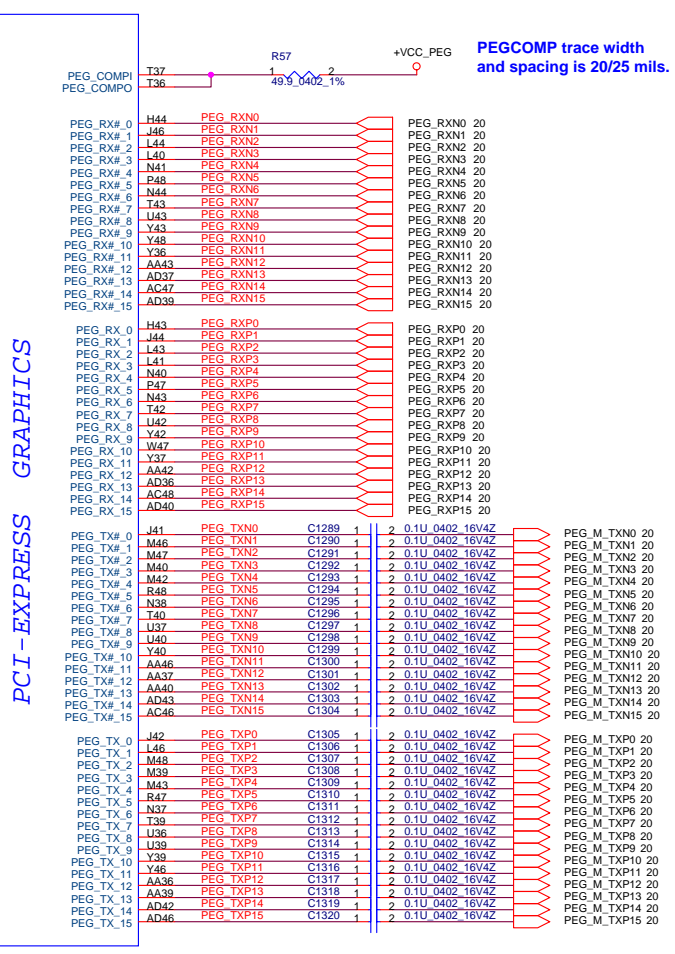 R57
+VCC_PEG
PEGCOMP trace width
and spacing is 20/25 mils.
PEG_COMPI T37 1 2
PEG_COMPO T36 49.9_0402_1%
PEG_RX#_0 H44 PEG_RXN0 PEG_RXN0 20
PEG_RX#_1 J46 PEG_RXN1 PEG_RXN1 20
PEG_RX#_2 L44 PEG_RXN2 PEG_RXN2 20
PEG_RX#_3 L40 PEG_RXN3 PEG_RXN3 20
PEG_RX#_4 N41 PEG_RXN4 PEG_RXN4 20
PEG_RX#_5 P48 PEG_RXN5 PEG_RXN5 20
PEG_RX#_6 N44 PEG_RXN6 PEG_RXN6 20
PEG_RX#_7 T43 PEG_RXN7 PEG_RXN7 20
PEG_RX#_8 U43 PEG_RXN8 PEG_RXN8 20
PEG_RX#_9 Y43 PEG_RXN9 PEG_RXN9 20
PEG_RX#_10 Y48 PEG_RXN10 PEG_RXN10 20
PEG_RX#_11 Y36 PEG_RXN11 PEG_RXN11 20
PEG_RX#_12 AA43 PEG_RXN12 PEG_RXN12 20
PEG_RX#_13 AD37 PEG_RXN13 PEG_RXN13 20
PEG_RX#_14 AC47 PEG_RXN14 PEG_RXN14 20
PEG_RX#_15 AD39 PEG_RXN15 PEG_RXN15 20
PEG_RX_0 H43 PEG_RXP0 PEG_RXP0 20
PEG_RX_1 J44 PEG_RXP1 PEG_RXP1 20
PEG_RX_2 L43 PEG_RXP2 PEG_RXP2 20
PEG_RX_3 L41 PEG_RXP3 PEG_RXP3 20
PEG_RX_4 N40 PEG_RXP4 PEG_RXP4 20
PEG_RX_5 P47 PEG_RXP5 PEG_RXP5 20
PEG_RX_6 N43 PEG_RXP6 PEG_RXP6 20
PEG_RX_7 T42 PEG_RXP7 PEG_RXP7 20
PEG_RX_8 U42 PEG_RXP8 PEG_RXP8 20
PEG_RX_9 Y42 PEG_RXP9 PEG_RXP9 20
PEG_RX_10 W47 PEG_RXP10 PEG_RXP10 20
PEG_RX_11 Y37 PEG_RXP11 PEG_RXP11 20
PEG_RX_12 AA42 PEG_RXP12 PEG_RXP12 20
PEG_RX_13 AD36 PEG_RXP13 PEG_RXP13 20
PEG_RX_14 AC48 PEG_RXP14 PEG_RXP14 20
PEG_RX_15 AD40 PEG_RXP15 PEG_RXP15 20
PCI-EXPRESS GRAPHICS
PEG_TX#_0 J41 PEG_TXN0 C1289 1 2 0.1U_0402_16V4Z PEG_M_TXN0 20
PEG_TX#_1 M46 PEG_TXN1 C1290 1 2 0.1U_0402_16V4Z PEG_M_TXN1 20
PEG_TX#_2 M47 PEG_TXN2 C1291 1 2 0.1U_0402_16V4Z PEG_M_TXN2 20
PEG_TX#_3 M40 PEG_TXN3 C1292 1 2 0.1U_0402_16V4Z PEG_M_TXN3 20
PEG_TX#_4 M42 PEG_TXN4 C1293 1 2 0.1U_0402_16V4Z PEG_M_TXN4 20
PEG_TX#_5 R48 PEG_TXN5 C1294 1 2 0.1U_0402_16V4Z PEG_M_TXN5 20
PEG_TX#_6 N38 PEG_TXN6 C1295 1 2 0.1U_0402_16V4Z PEG_M_TXN6 20
PEG_TX#_7 T40 PEG_TXN7 C1296 1 2 0.1U_0402_16V4Z PEG_M_TXN7 20
PEG_TX#_8 U37 PEG_TXN8 C1297 1 2 0.1U_0402_16V4Z PEG_M_TXN8 20
PEG_TX#_9 U40 PEG_TXN9 C1298 1 2 0.1U_0402_16V4Z PEG_M_TXN9 20
PEG_TX#_10 Y40 PEG_TXN10 C1299 1 2 0.1U_0402_16V4Z PEG_M_TXN10 20
PEG_TX#_11 AA46 PEG_TXN11 C1300 1 2 0.1U_0402_16V4Z PEG_M_TXN11 20
PEG_TX#_12 AA37 PEG_TXN12 C1301 1 2 0.1U_0402_16V4Z PEG_M_TXN12 20
PEG_TX#_13 AA40 PEG_TXN13 C1302 1 2 0.1U_0402_16V4Z PEG_M_TXN13 20
PEG_TX#_14 AD43 PEG_TXN14 C1303 1 2 0.1U_0402_16V4Z PEG_M_TXN14 20
PEG_TX#_15 AC46 PEG_TXN15 C1304 1 2 0.1U_0402_16V4Z PEG_M_TXN15 20
PEG_TX_0 J42 PEG_TXP0 C1305 1 2 0.1U_0402_16V4Z PEG_M_TXP0 20
PEG_TX_1 L46 PEG_TXP1 C1306 1 2 0.1U_0402_16V4Z PEG_M_TXP1 20
PEG_TX_2 M48 PEG_TXP2 C1307 1 2 0.1U_0402_16V4Z PEG_M_TXP2 20
PEG_TX_3 M39 PEG_TXP3 C1308 1 2 0.1U_0402_16V4Z PEG_M_TXP3 20
PEG_TX_4 M43 PEG_TXP4 C1309 1 2 0.1U_0402_16V4Z PEG_M_TXP4 20
PEG_TX_5 R47 PEG_TXP5 C1310 1 2 0.1U_0402_16V4Z PEG_M_TXP5 20
PEG_TX_6 N37 PEG_TXP6 C1311 1 2 0.1U_0402_16V4Z PEG_M_TXP6 20
PEG_TX_7 T39 PEG_TXP7 C1312 1 2 0.1U_0402_16V4Z PEG_M_TXP7 20
PEG_TX_8 U36 PEG_TXP8 C1313 1 2 0.1U_0402_16V4Z PEG_M_TXP8 20
PEG_TX_9 U39 PEG_TXP9 C1314 1 2 0.1U_0402_16V4Z PEG_M_TXP9 20
PEG_TX_10 Y39 PEG_TXP10 C1315 1 2 0.1U_0402_16V4Z PEG_M_TXP10 20
PEG_TX_11 Y46 PEG_TXP11 C1316 1 2 0.1U_0402_16V4Z PEG_M_TXP11 20
PEG_TX_12 AA36 PEG_TXP12 C1317 1 2 0.1U_0402_16V4Z PEG_M_TXP12 20
PEG_TX_13 AA39 PEG_TXP13 C1318 1 2 0.1U_0402_16V4Z PEG_M_TXP13 20
PEG_TX_14 AD42 PEG_TXP14 C1319 1 2 0.1U_0402_16V4Z PEG_M_TXP14 20
PEG_TX_15 AD46 PEG_TXP15 C1320 1 2 0.1U_0402_16V4Z PEG_M_TXP15 20